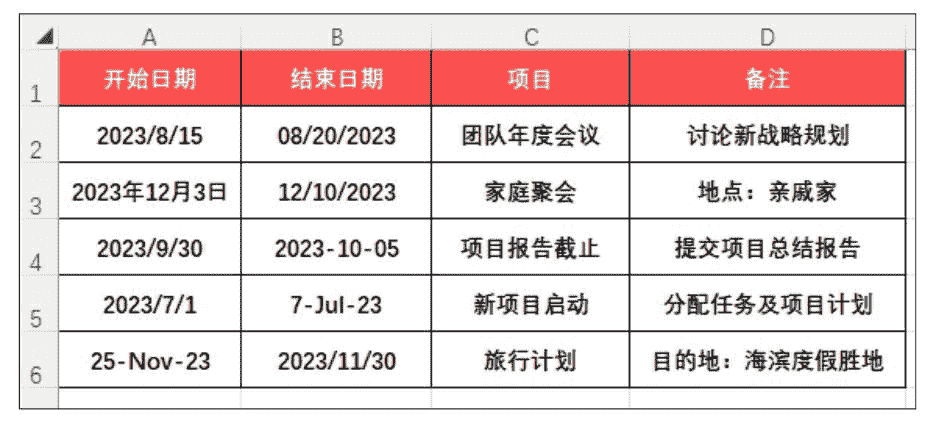 A B C D
1 开始日期 结束日期 项目 备注
2 2023/8/15 08/20/2023 团队年度会议 讨论新战略规划
3 2023年12月3日 12/10/2023 家庭聚会 地点：亲戚家
4 2023/9/30 2023-10-05 项目报告截止 提交项目总结报告
5 2023/7/1 7-Jul-23 新项目启动 分配任务及项目计划
6 25-Nov-23 2023/11/30 旅行计划 目的地：海滨度假胜地